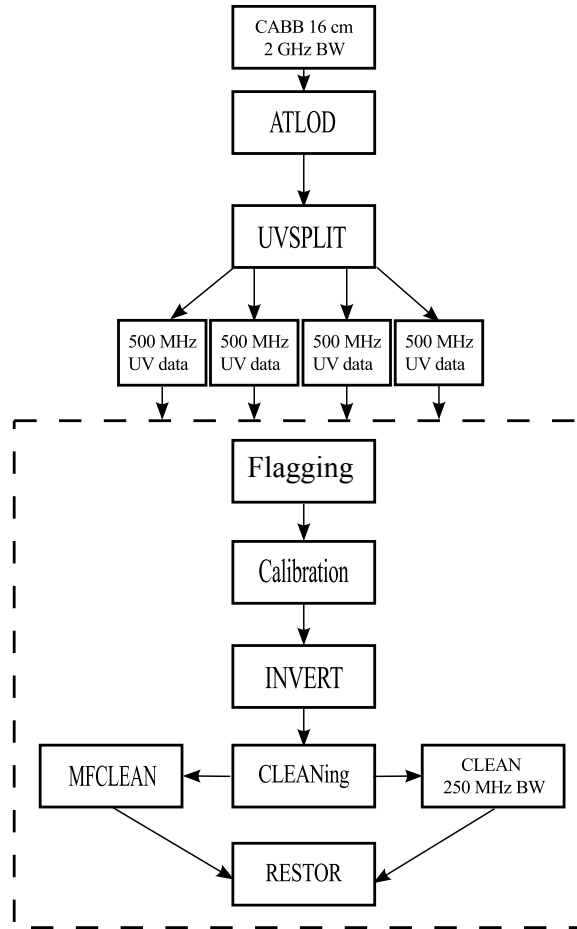 CABB 16 cm
2 GHz BW
ATLOD
UVSPLIT
500 MHz
UV data
500 MHz
UV data
500 MHz
UV data
500 MHz
UV data
Flagging
Calibration
INVERT
MFCLEAN
CLEANing
CLEAN
250 MHz BW
RESTOR